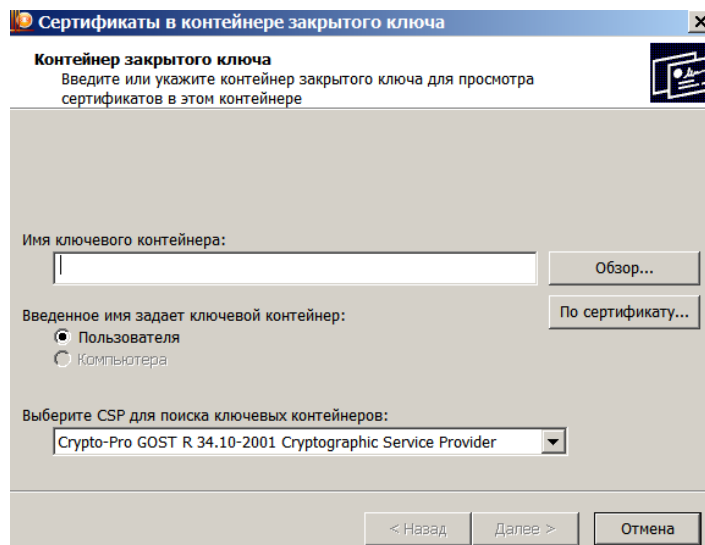 Сертификаты в контейнере закрытого ключа
Контейнер закрытого ключа
Введите или укажите контейнер закрытого ключа для просмотра
сертификатов в этом контейнере
Имя ключевого контейнера:
Обзор...
По сертификату...
Введенное имя задает ключевой контейнер:
Пользователя
Компьютера
Выберите CSP для поиска ключевых контейнеров:
Crypto-Pro GOST R 34.10-2001 Cryptographic Service Provider
< Назад
Далее >
Отмена